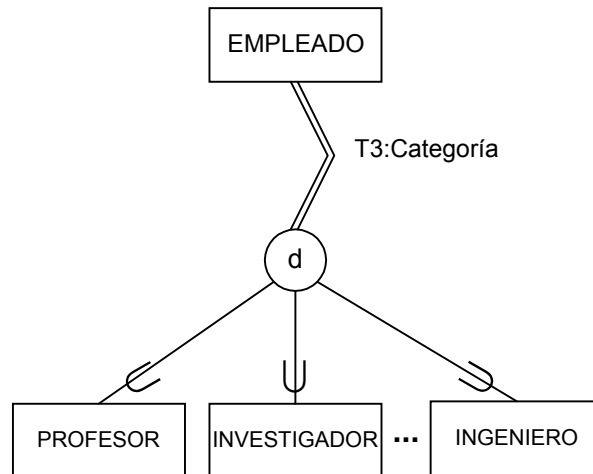 EMPLEADO
T3:Categoría
d
PROFESOR
INVESTIGADOR
...
INGENIERO